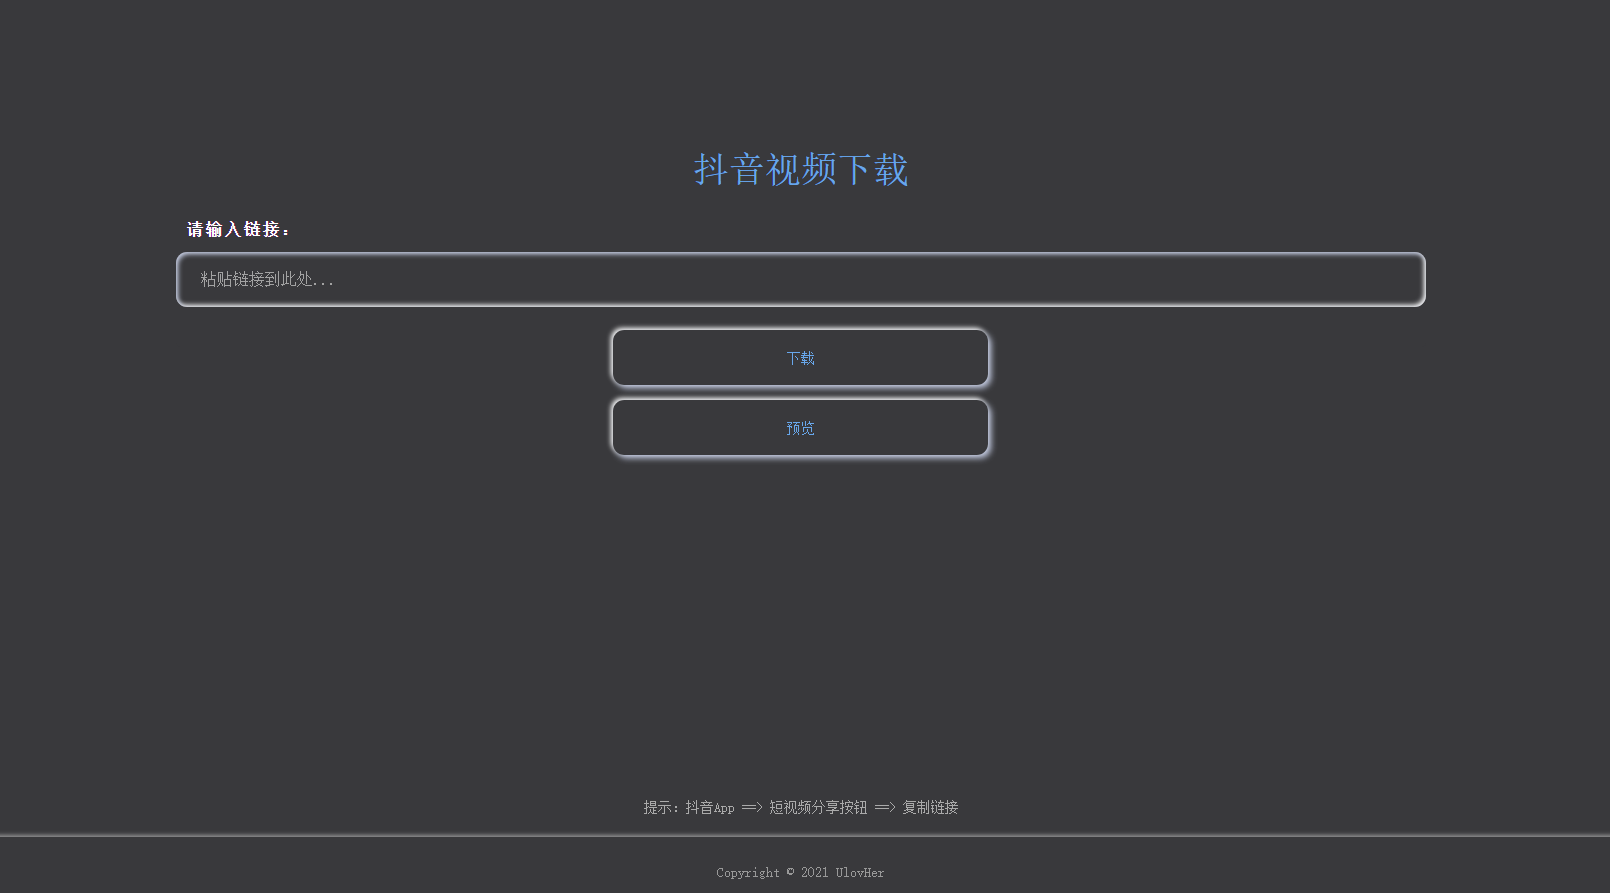 抖音视频下载
请输入链接：
粘贴链接到此处...
下载
预览
提示：抖音App ==> 短视频分享按钮 ==> 复制链接
Copyright © 2021 UlovHer